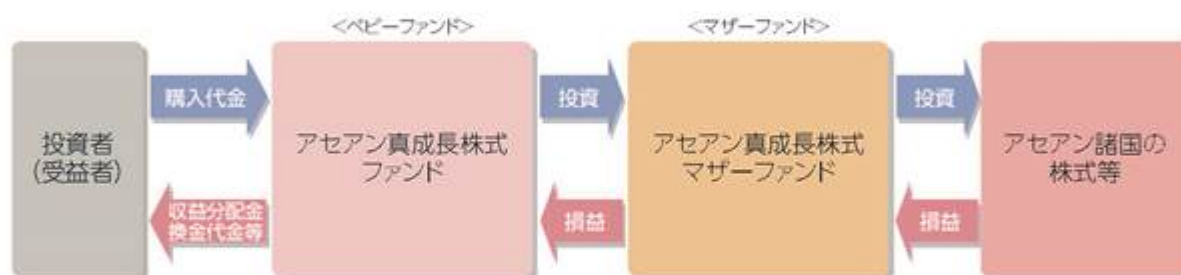 <ベビーファンド>
<マザーファンド>
投資者
(受益者)
購入代金
収益分配金
換金代金等
アセアン真成長株式
ファンド
投資
損益
アセアン真成長株式
マザーファンド
投資
損益
アセアン諸国の
株式等